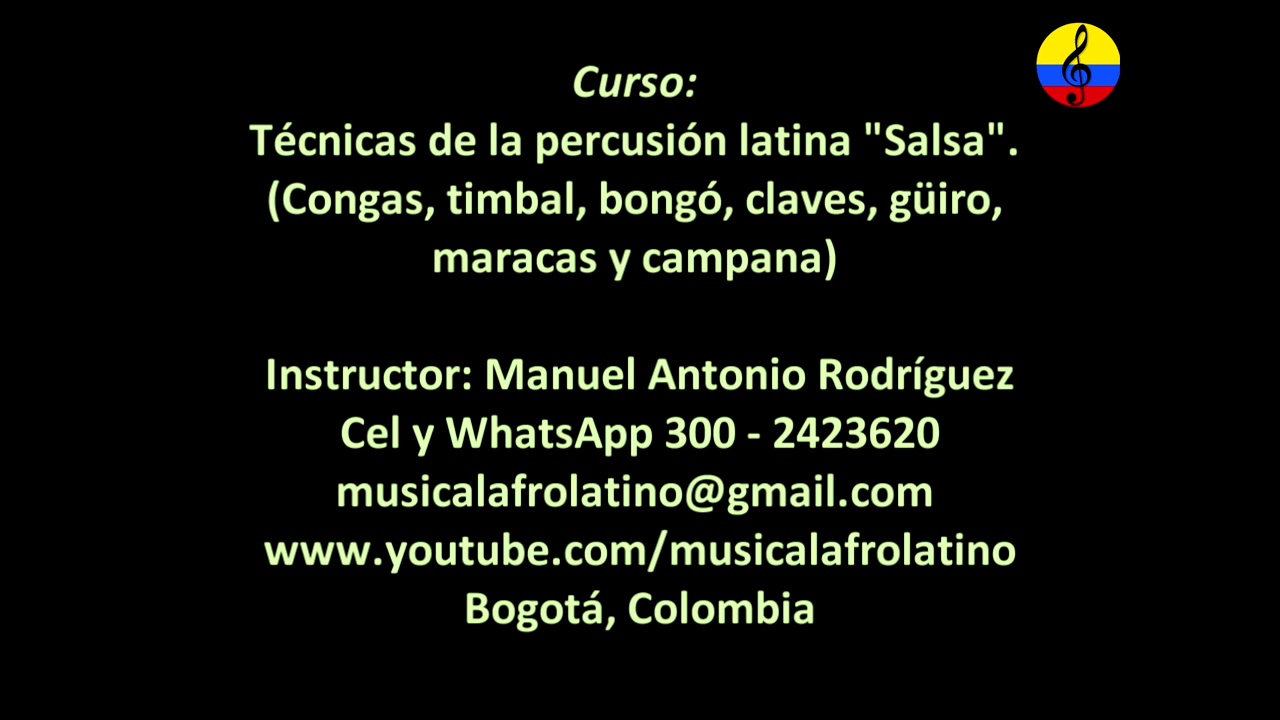 Curso:
Técnicas de la percusión latina "Salsa".
(Congas, timbal, bongó, claves, güiro,
maracas y campana)
Instructor: Manuel Antonio Rodríguez
Cel y WhatsApp 300 - 2423620
musicalafrolatino@gmail.com
www.youtube.com/musicalafrolatino
Bogotá, Colombia